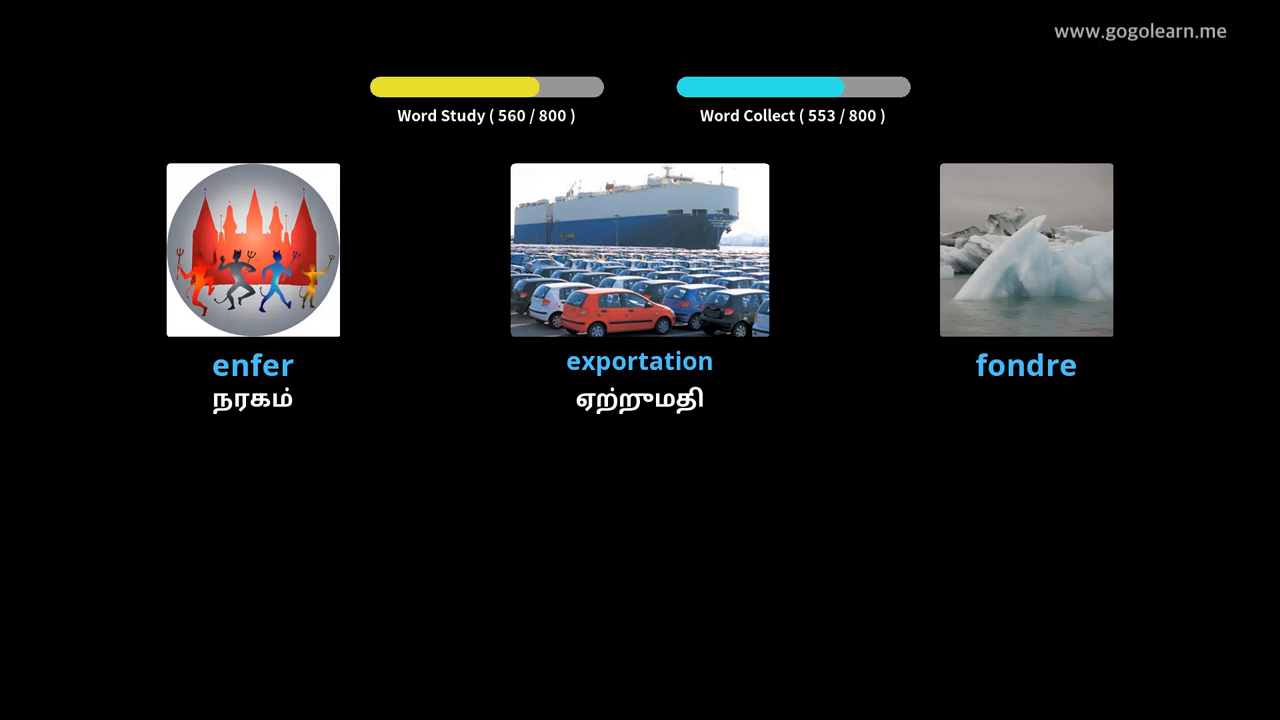 www.gogolearn.me
Word Study ( 560 / 800 )
Word Collect ( 553 / 800 )
enfer
நரகம்
exportation
ஏற்றுமதி
fondre